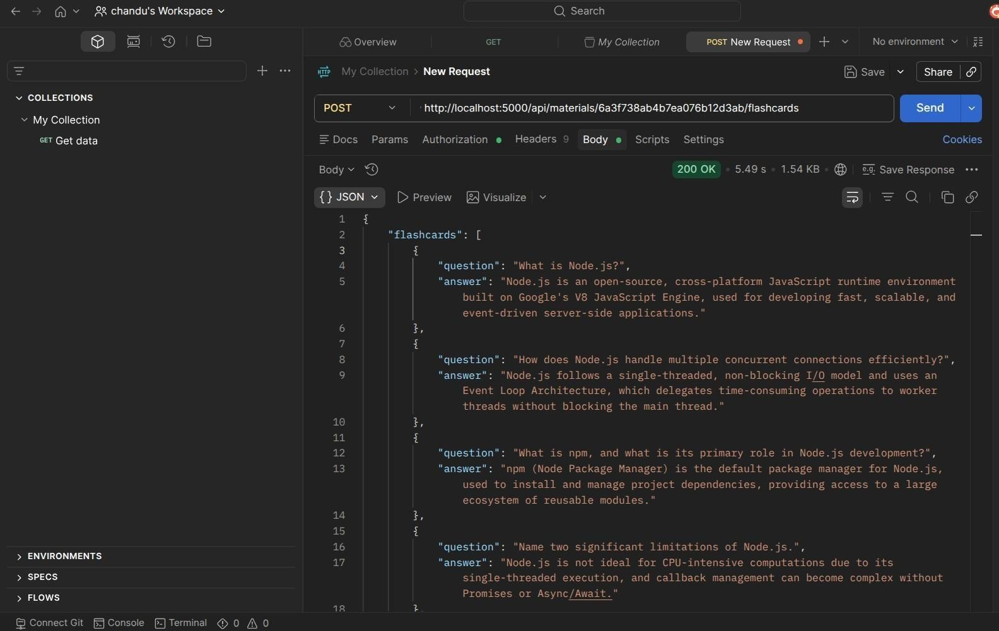 chandu's Workspace
Search
Overview
GET
My Collection
POST New Request
No environment
My Collection > New Request
Save
Share
POST
http://localhost:5000/api/materials/6a3f738ab4b7ea076b12d3ab/flashcards
Send
COLLECTIONS
My Collection
GET Get data
Docs
Params
Authorization
Headers 9
Body
Scripts
Settings
Cookies
Body
200 OK
5.49 s
1.54 KB
e.g. Save Response
{} JSON
Preview
Visualize
1 {
2 "flashcards": [
3 {
4 "question": "What is Node.js?",
5 "answer": "Node.js is an open-source, cross-platform JavaScript runtime environment
built on Google's V8 JavaScript Engine, used for developing fast, scalable, and
event-driven server-side applications."
6 },
7 {
8 "question": "How does Node.js handle multiple concurrent connections efficiently?",
9 "answer": "Node.js follows a single-threaded, non-blocking I/O model and uses an
Event Loop Architecture, which delegates time-consuming operations to worker
threads without blocking the main thread."
10 },
11 {
12 "question": "What is npm, and what is its primary role in Node.js development?",
13 "answer": "npm (Node Package Manager) is the default package manager for Node.js,
used to install and manage project dependencies, providing access to a large
ecosystem of reusable modules."
14 },
15 {
16 "question": "Name two significant limitations of Node.js.",
17 "answer": "Node.js is not ideal for CPU-intensive computations due to its
single-threaded execution, and callback management can become complex without
Promises or Async/Await."
18 },
ENVIRONMENTS
SPECS
FLOWS
Connect Git
Console
Terminal
0
0